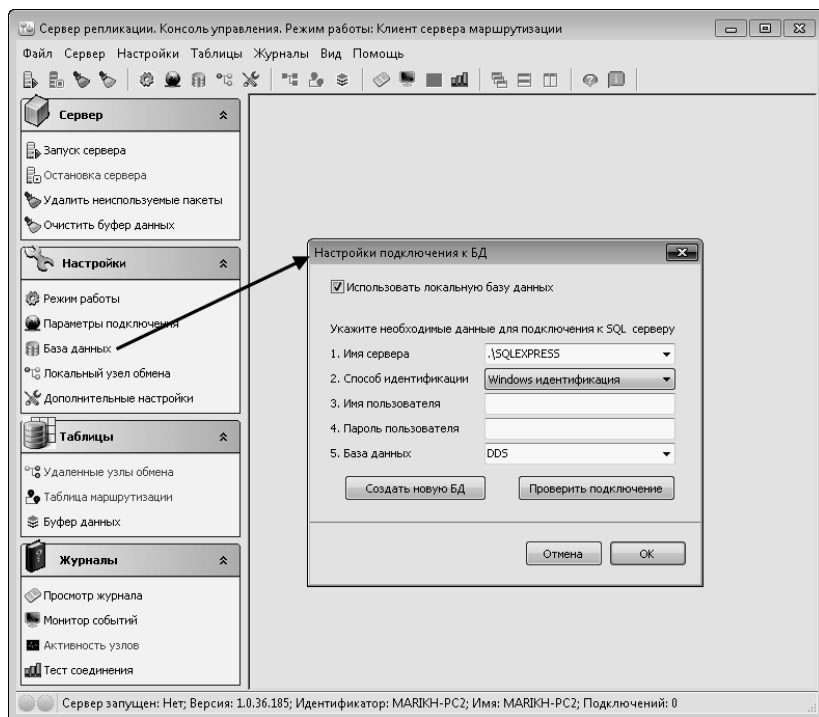 Сервер репликации. Консоль управления. Режим работы: Клиент сервера маршрутизации
Файл Сервер Настройки Таблицы Журналы Вид Помощь
Сервер
Запуск сервера
Остановка сервера
Удалить неиспользуемые пакеты
Очистить буфер данных
Настройки
Режим работы
Параметры подключения
База данных
Локальный узел обмена
Дополнительные настройки
Таблицы
Удаленные узлы обмена
Таблица маршрутизации
Буфер данных
Журналы
Просмотр журнала
Монитор событий
Активность узлов
Тест соединения
Настройки подключения к БД
Использовать локальную базу данных
Укажите необходимые данные для подключения к SQL серверу
1. Имя сервера .\SQLEXPRESS
2. Способ идентификации Windows идентификация
3. Имя пользователя
4. Пароль пользователя
5. База данных DDS
Создать новую БД Проверить подключение
Отмена ОК
Сервер запущен: Нет; Версия: 1.0.36.185; Идентификатор: MARIKH-PC2; Имя: MARIKH-PC2; Подключений: 0